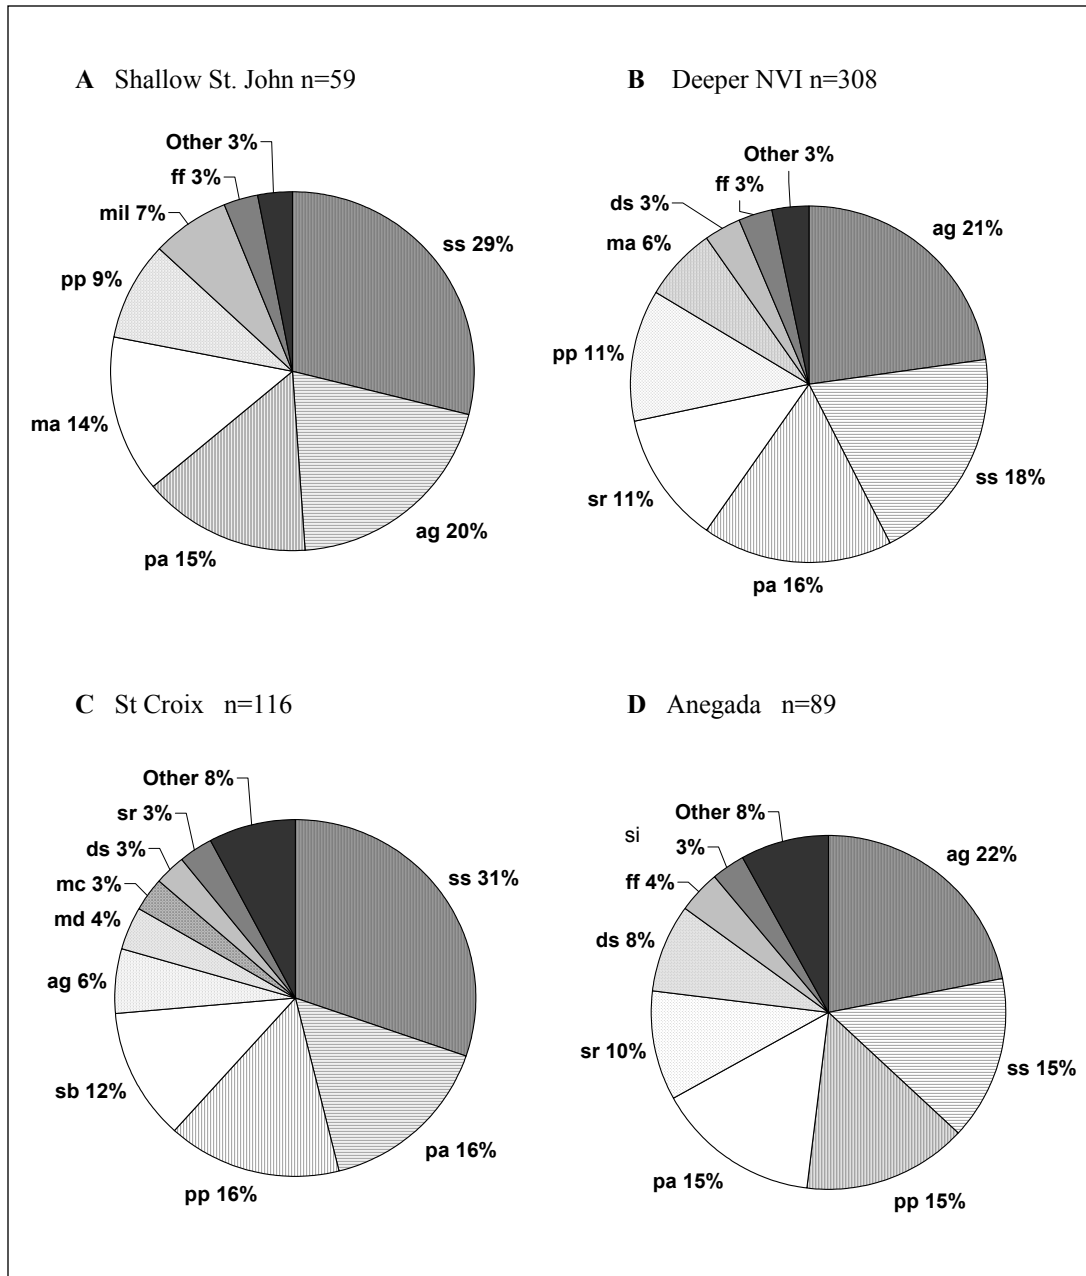 A Shallow St. John n=59
Other 3%
ff 3%
mil 7%
pp 9%
ma 14%
pa 15%
ag 20%
ss 29%
B Deeper NVI n=308
Other 3%
ff 3%
ds 3%
ma 6%
pp 11%
sr 11%
pa 16%
ss 18%
ag 21%
C St Croix n=116
Other 8%
sr 3%
ds 3%
mc 3%
md 4%
ag 6%
sb 12%
pp 16%
pa 16%
ss 31%
D Anegada n=89
Other 8%
si
3%
ff 4%
ds 8%
sr 10%
pa 15%
pp 15%
ss 15%
ag 22%